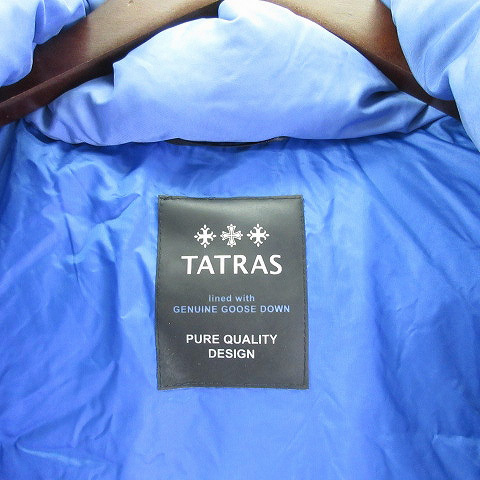 TATRAS
lined with
GENUINE GOOSE DOWN
PURE QUALITY
DESIGN